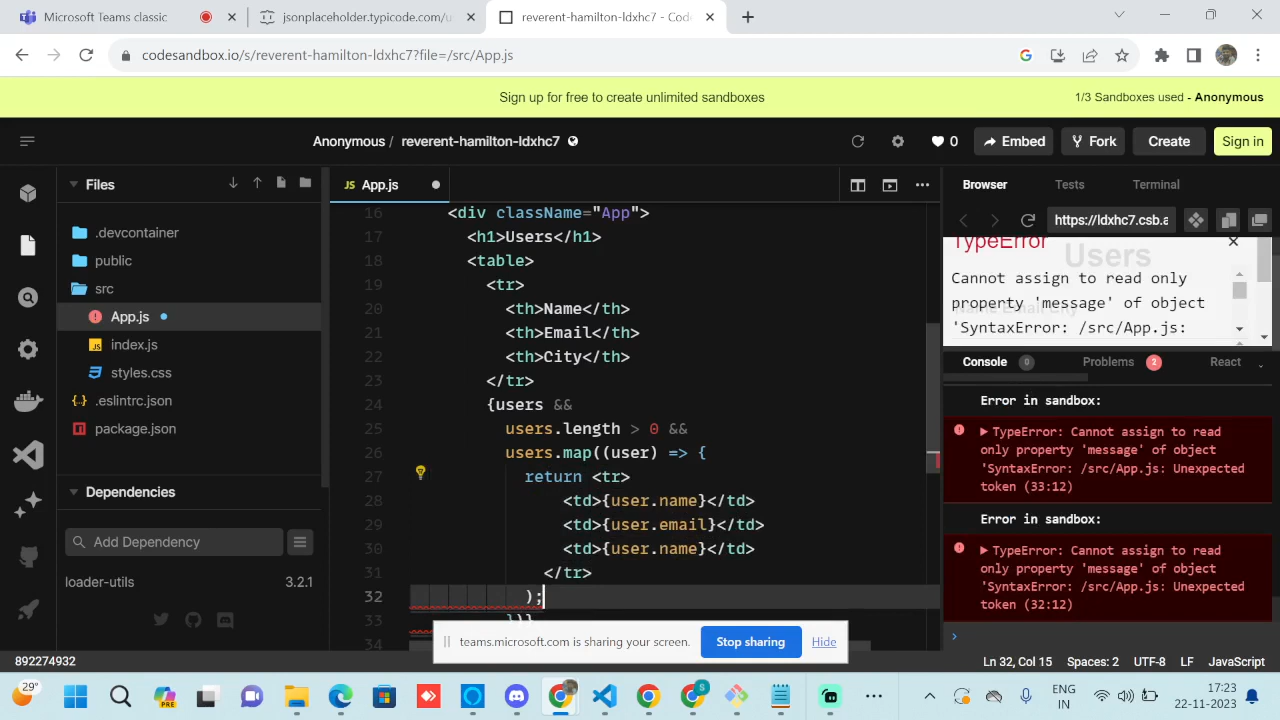 Microsoft Teams classic
jsonplaceholder.typicode.com/u
reverent-hamilton-ldxhc7 - Cod
codesandbox.io/s/reverent-hamilton-ldxhc7?file=/src/App.js
Sign up for free to create unlimited sandboxes
1/3 Sandboxes used - Anonymous
Anonymous / reverent-hamilton-ldxhc7
0
Embed
Fork
Create
Sign in
Files
JS App.js
Browser
Tests
Terminal
https://ldxhc7.csb.a
.devcontainer
public
src
App.js
index.js
styles.css
.eslintrc.json
package.json
Dependencies
Add Dependency
loader-utils 3.2.1
16 <div className="App">
17 <h1>Users</h1>
18 <table>
19 <tr>
20 <th>Name</th>
21 <th>Email</th>
22 <th>City</th>
23 </tr>
24 {users &&
25 users.length > 0 &&
26 users.map((user) => {
27 return <tr>
28 <td>{user.name}</td>
29 <td>{user.email}</td>
30 <td>{user.name}</td>
31 </tr>
32 );
33 })}
34
TypeError
Users
Cannot assign to read only
property 'message' of object
Name Email City
'SyntaxError: /src/App.js:
Console 0
Problems 2
React
Error in sandbox:
TypeError: Cannot assign to read
only property 'message' of object
'SyntaxError: /src/App.js: Unexpected
token (33:12)
Error in sandbox:
TypeError: Cannot assign to read
only property 'message' of object
'SyntaxError: /src/App.js: Unexpected
token (32:12)
teams.microsoft.com is sharing your screen.
Stop sharing
Hide
892274932
Ln 32, Col 15
Spaces: 2
UTF-8
LF
JavaScript
29°
PRE
S
ENG
IN
17:23
22-11-2023